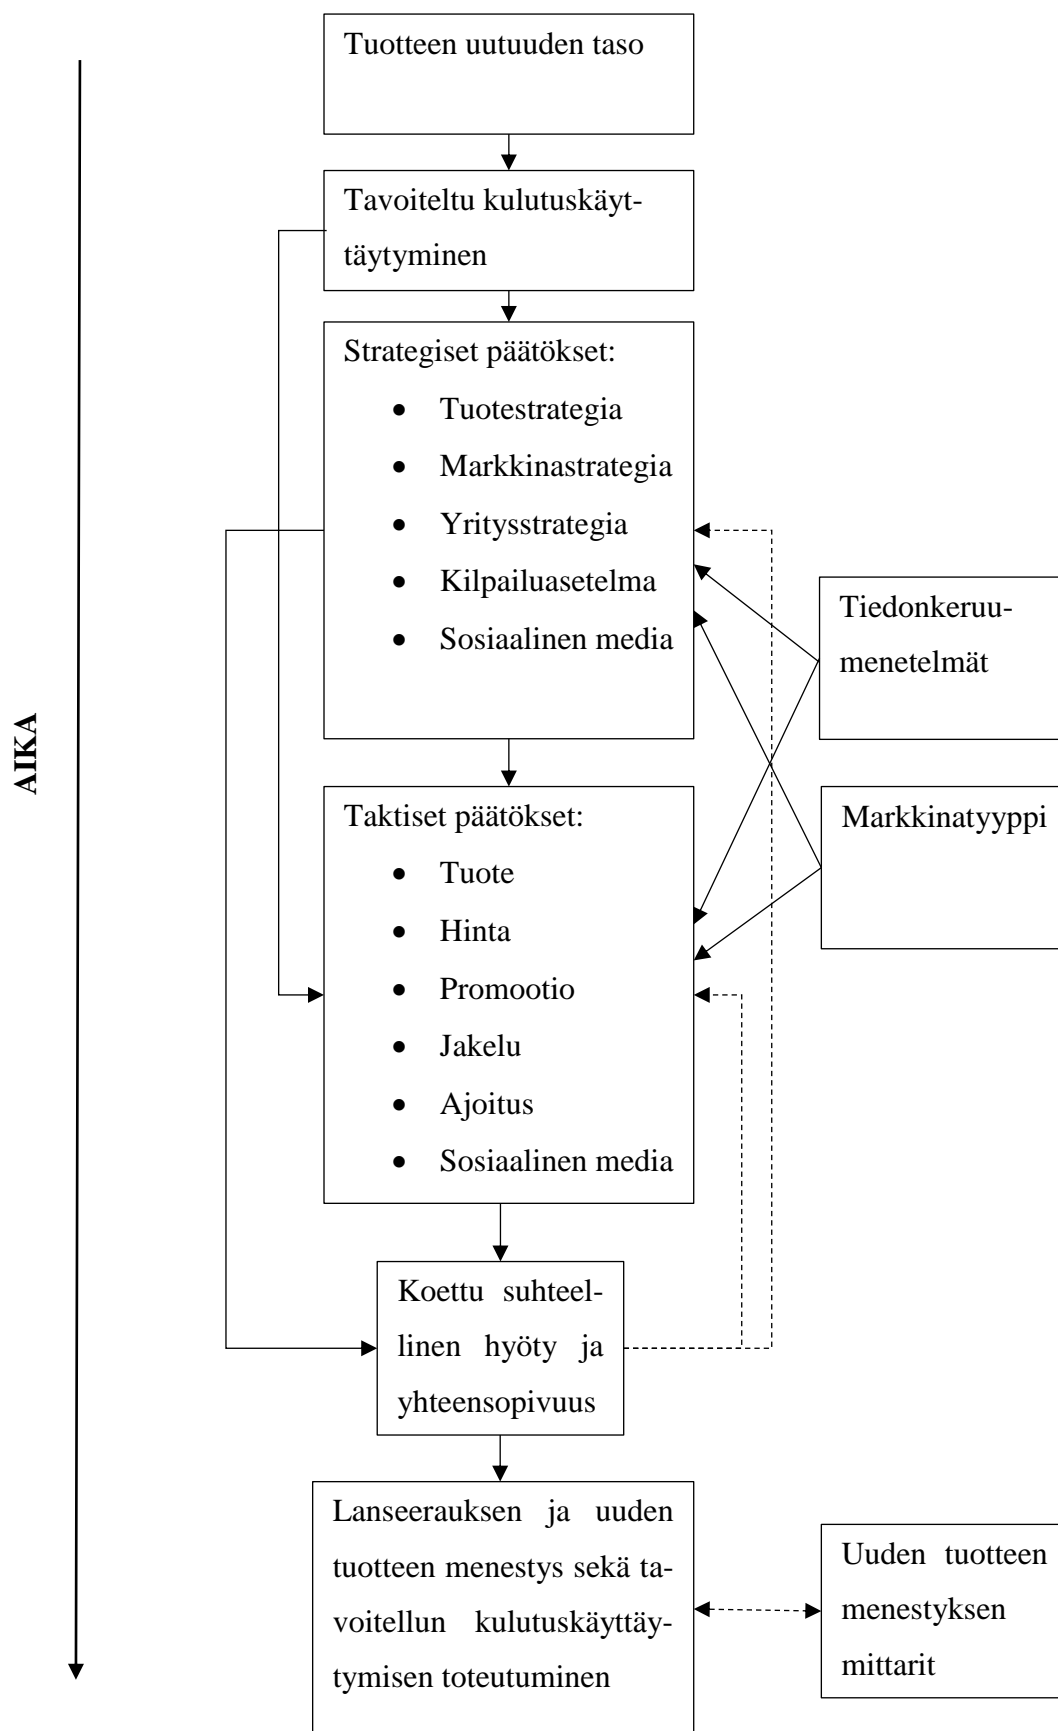 Tuotteen uutuuden taso
Tavoiteltu kulutuskäyt-
täytyminen
Strategiset päätökset:
• Tuotestrategia
• Markkinastrategia
• Yritysstrategia
• Kilpailuasetelma
• Sosiaalinen media
Tiedonkeruu-
menetelmät
AIKA
Taktiset päätökset:
• Tuote
• Hinta
• Promootio
• Jakelu
• Ajoitus
• Sosiaalinen media
Markkinatyyppi
Koettu suhteel-
linen hyöty ja
yhteensopivuus
Lanseerauksen ja uuden
tuotteen menestys sekä ta-
voitellun kulutuskäyttäy-
tymisen toteutuminen
Uuden tuotteen
menestyksen
mittarit